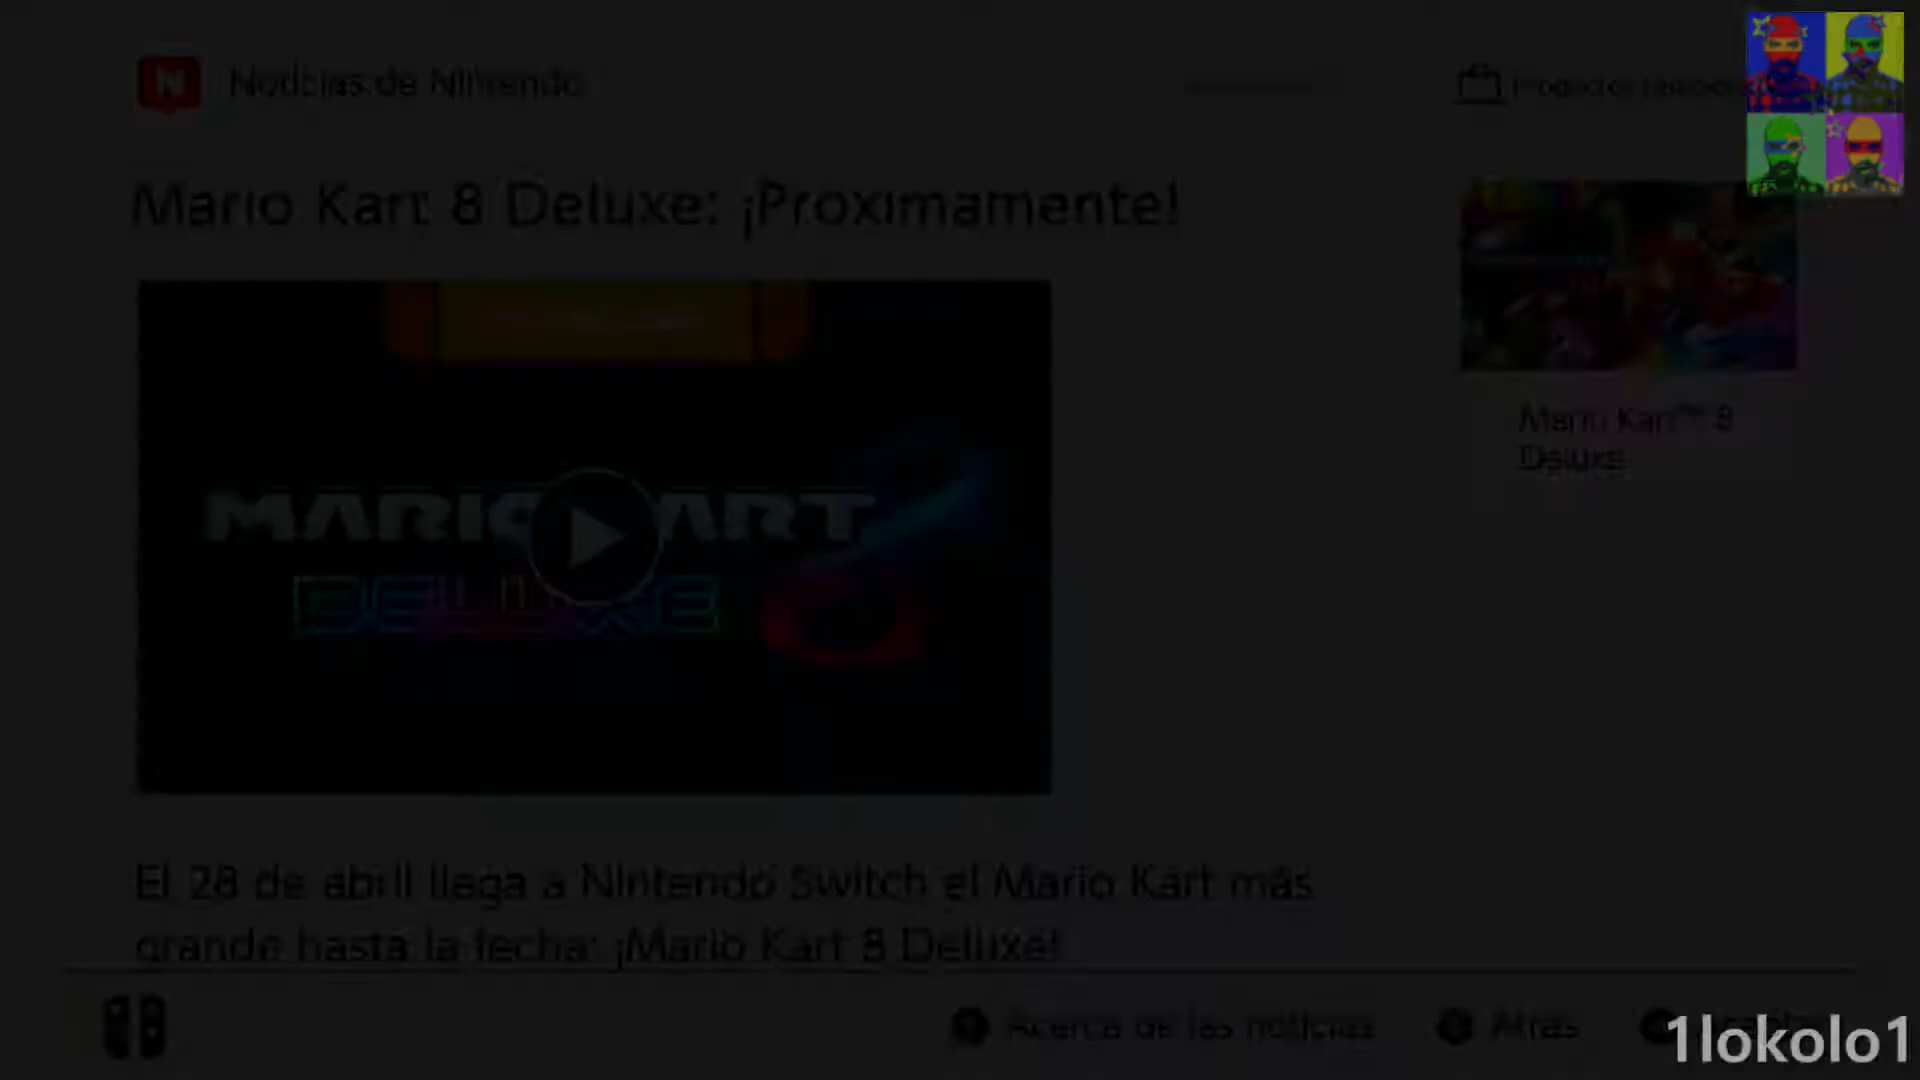 N Noticias de Nintendo
Mario Kart 8 Deluxe: ¡Próximamente!
MARIO KART 8
DELUXE
Mario Kart™ 8
Deluxe
El 28 de abril llega a Nintendo Switch el Mario Kart más
grande hasta la fecha: ¡Mario Kart 8 Deluxe!
Acerca de las noticias
Atrás
1lokolo1